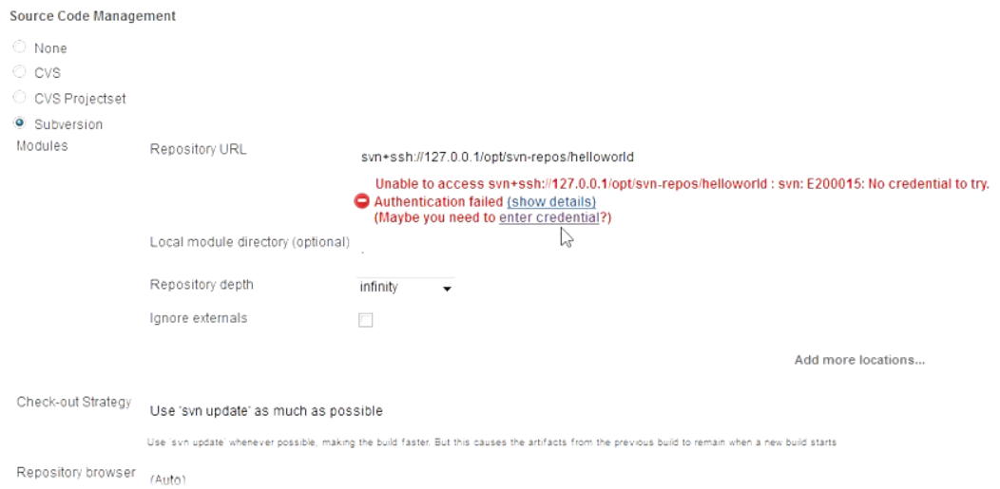 Source Code Management
None
CVS
CVS Projectset
Subversion
Modules
Repository URL
svn+ssh://127.0.0.1/opt/svn-repos/helloworld
Unable to access svn+ssh://127.0.0.1/opt/svn-repos/helloworld : svn: E200015: No credential to try.
Authentication failed (show details)
(Maybe you need to enter credential?)
Local module directory (optional)
.
Repository depth
infinity
Ignore externals
Add more locations...
Check-out Strategy
Use 'svn update' as much as possible
Use 'svn update' whenever possible, making the build faster. But this causes the artifacts from the previous build to remain when a new build starts
Repository browser
(Auto)